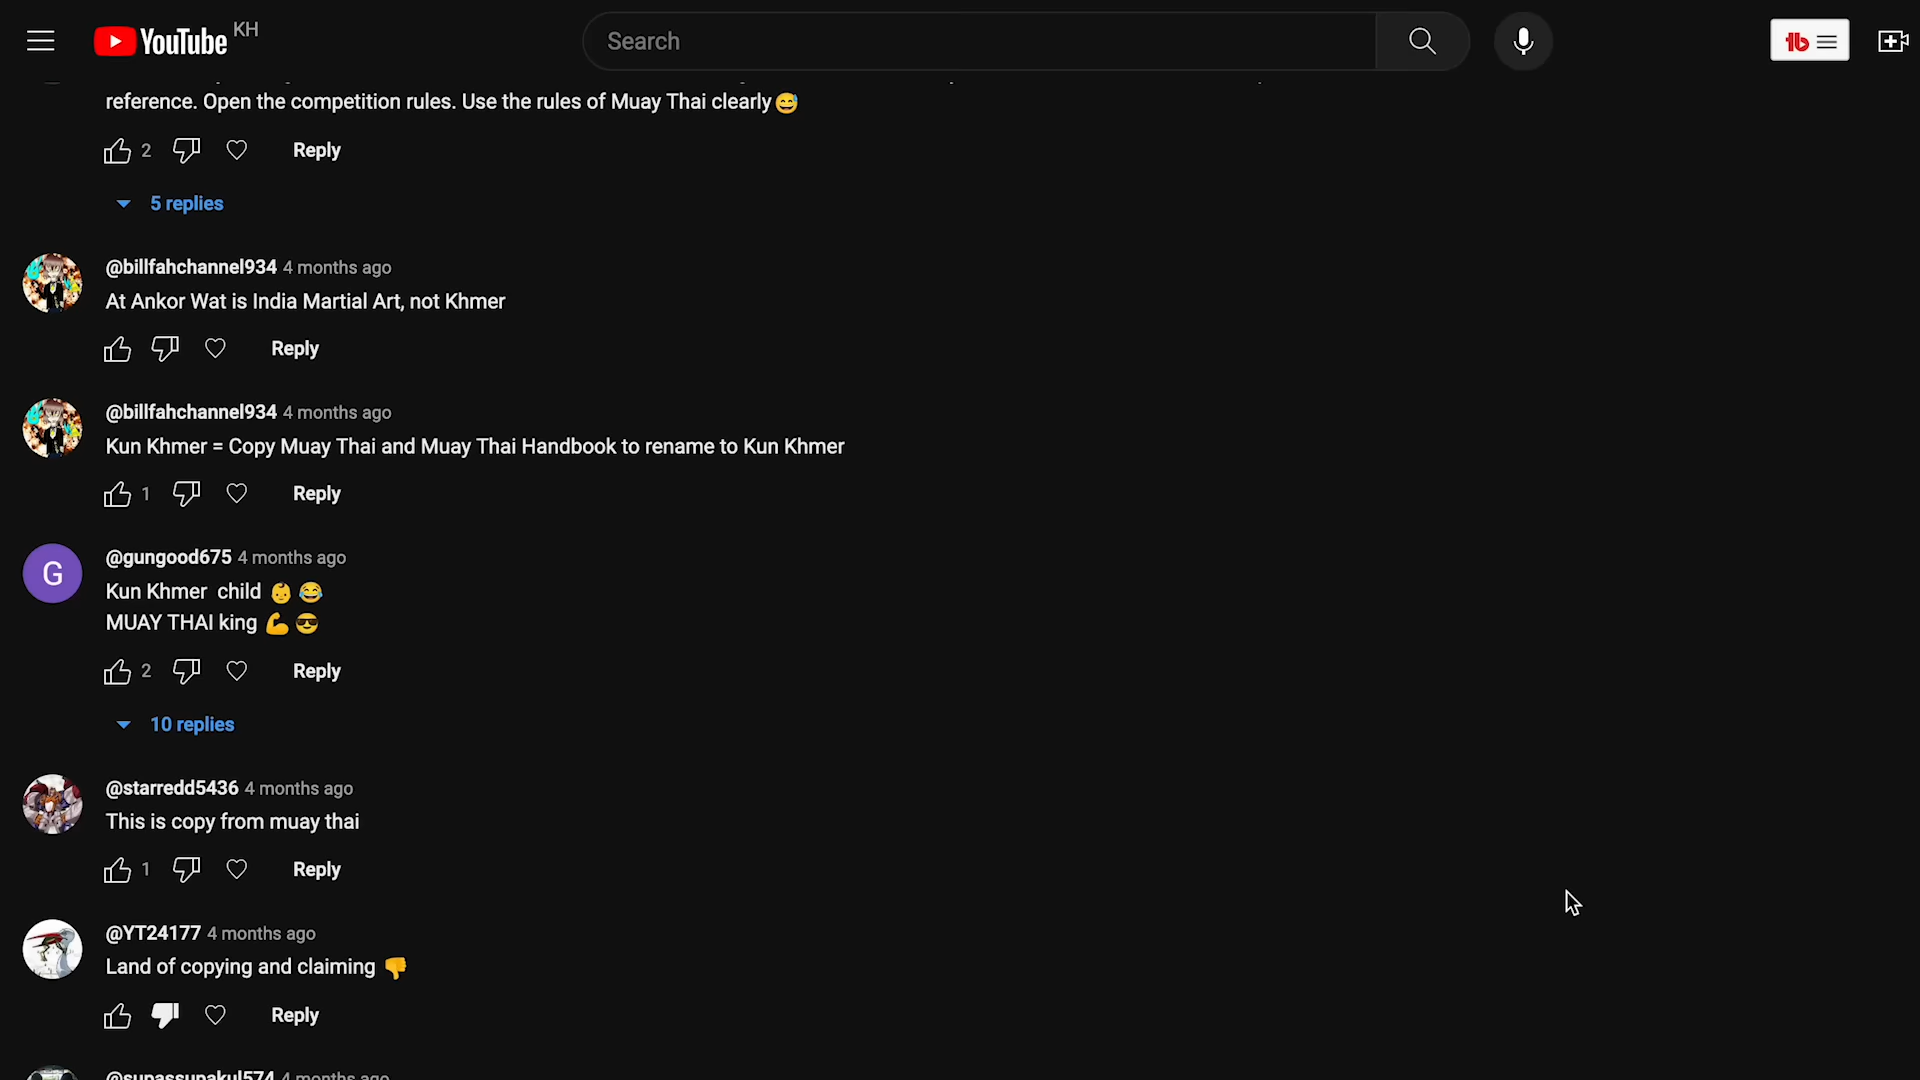 YouTube KH
Search
reference. Open the competition rules. Use the rules of Muay Thai clearly😅
2 Reply
5 replies
@billfahchannel934 4 months ago
At Ankor Wat is India Martial Art, not Khmer
Reply
@billfahchannel934 4 months ago
Kun Khmer = Copy Muay Thai and Muay Thai Handbook to rename to Kun Khmer
1 Reply
G
@gungood675 4 months ago
Kun Khmer child 👶 😂
MUAY THAI king 💪 😎
2 Reply
10 replies
@starredd5436 4 months ago
This is copy from muay thai
1 Reply
@YT24177 4 months ago
Land of copying and claiming 👎
Reply
@supassupakul574 4 months ago